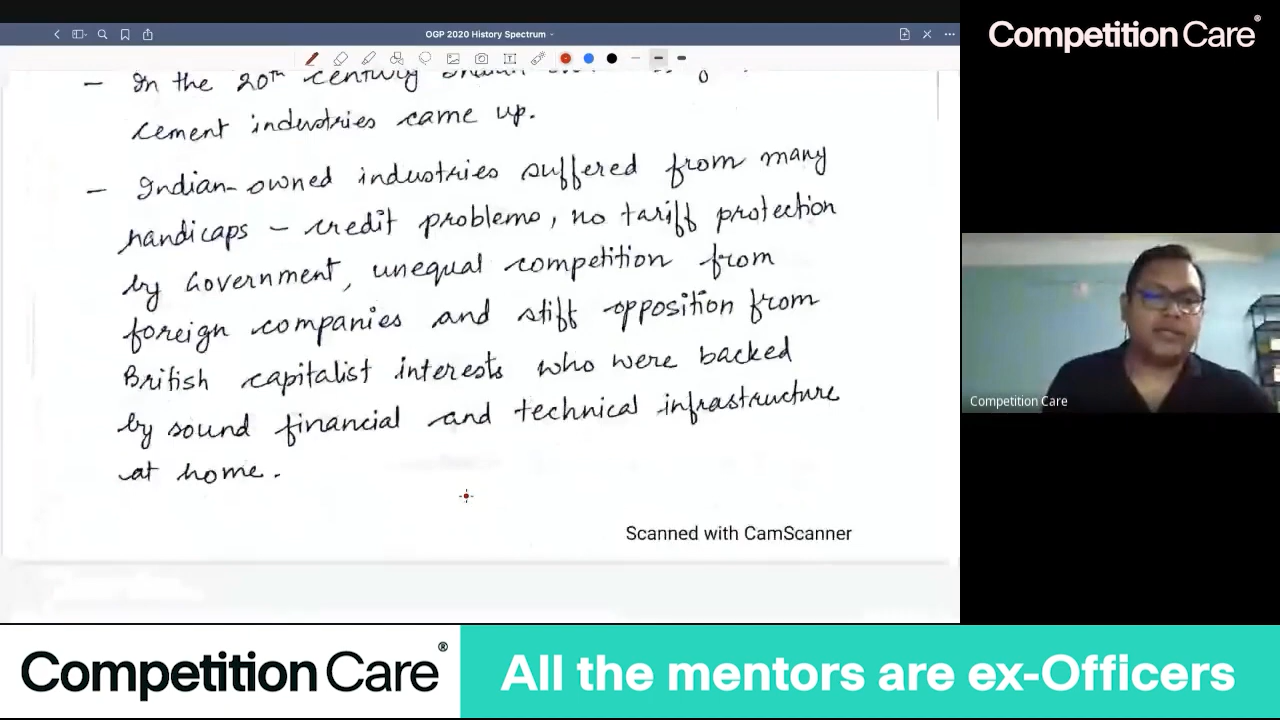 Competition Care®
OGP 2020 History Spectrum
- In the 20th century
cement industries came up.
- Indian-owned industries suffered from many
handicaps - credit problems, no tariff protection
by Government, unequal competition from
foreign companies and stiff opposition from
British capitalist interests who were backed
by sound financial and technical infrastructure
at home.
Scanned with CamScanner
Competition Care
Competition Care®
All the mentors are ex-Officers